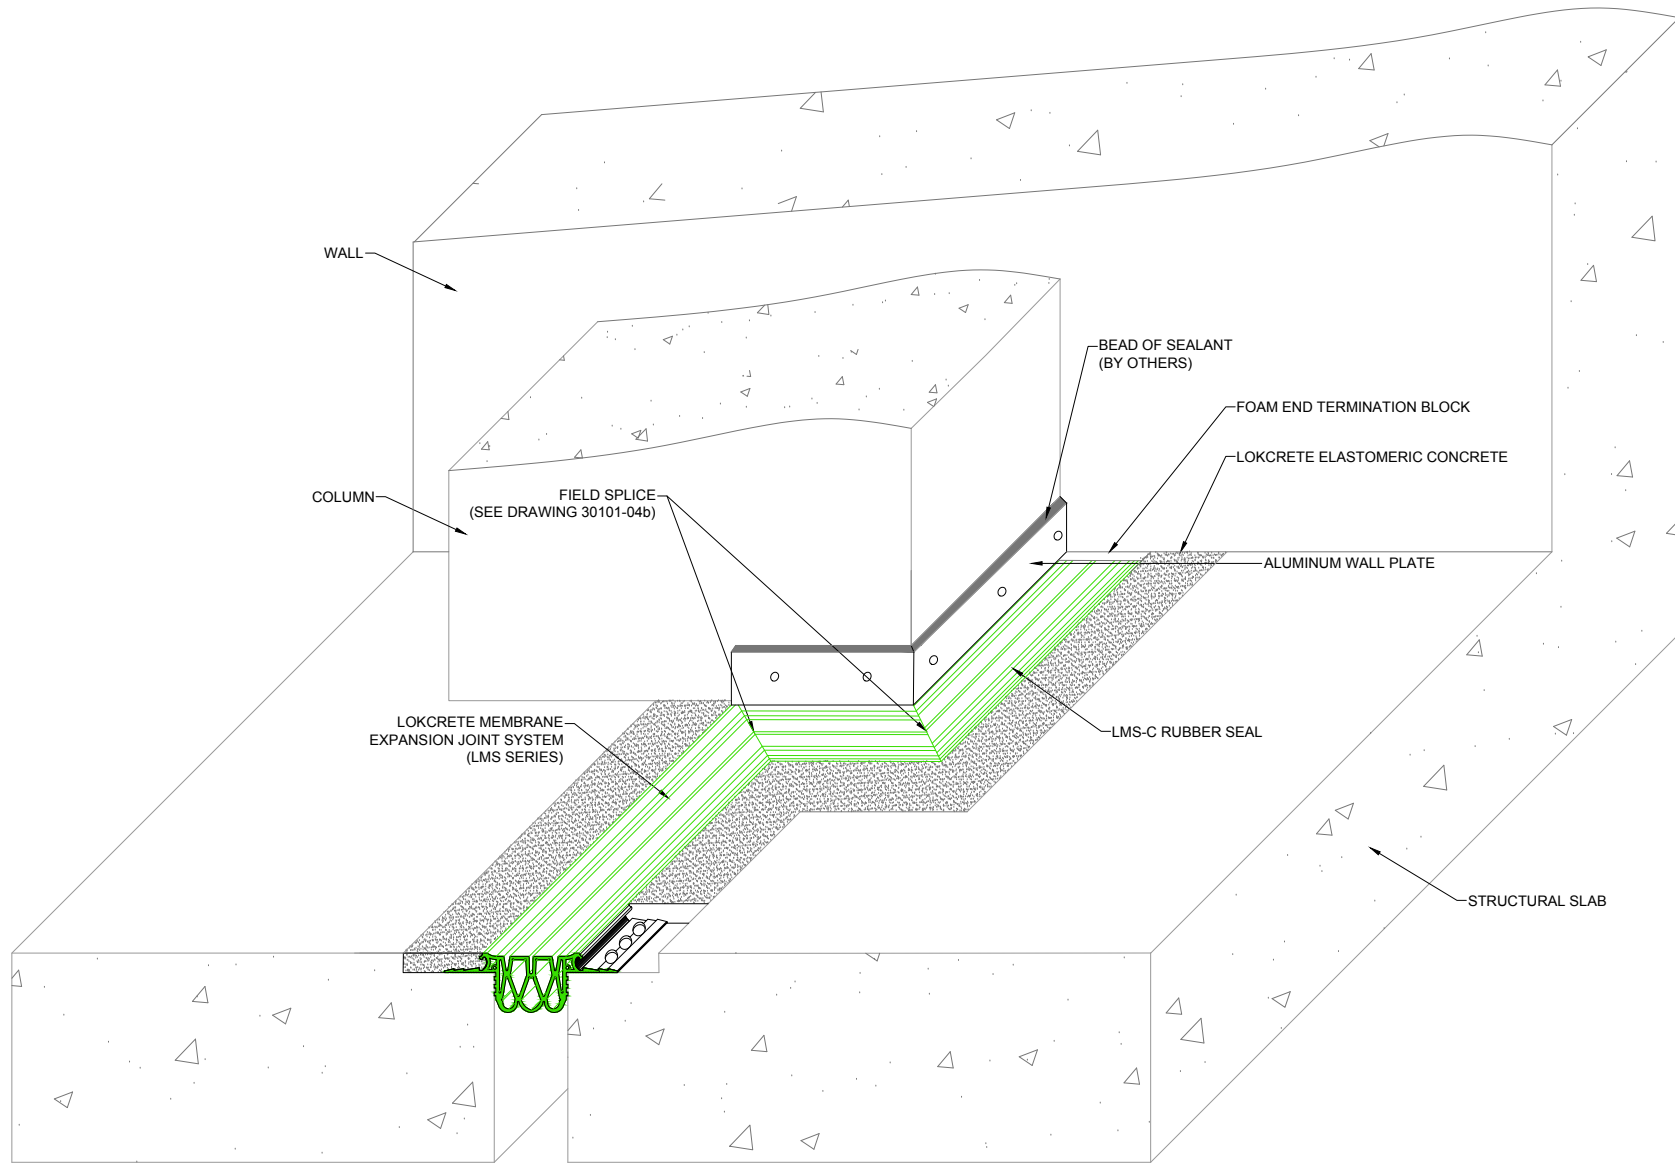 WALL
BEAD OF SEALANT
(BY OTHERS)
FOAM END TERMINATION BLOCK
LOKCRETE ELASTOMERIC CONCRETE
COLUMN
FIELD SPLICE
(SEE DRAWING 30101-04b)
ALUMINUM WALL PLATE
LOKCRETE MEMBRANE
EXPANSION JOINT SYSTEM
(LMS SERIES)
LMS-C RUBBER SEAL
STRUCTURAL SLAB